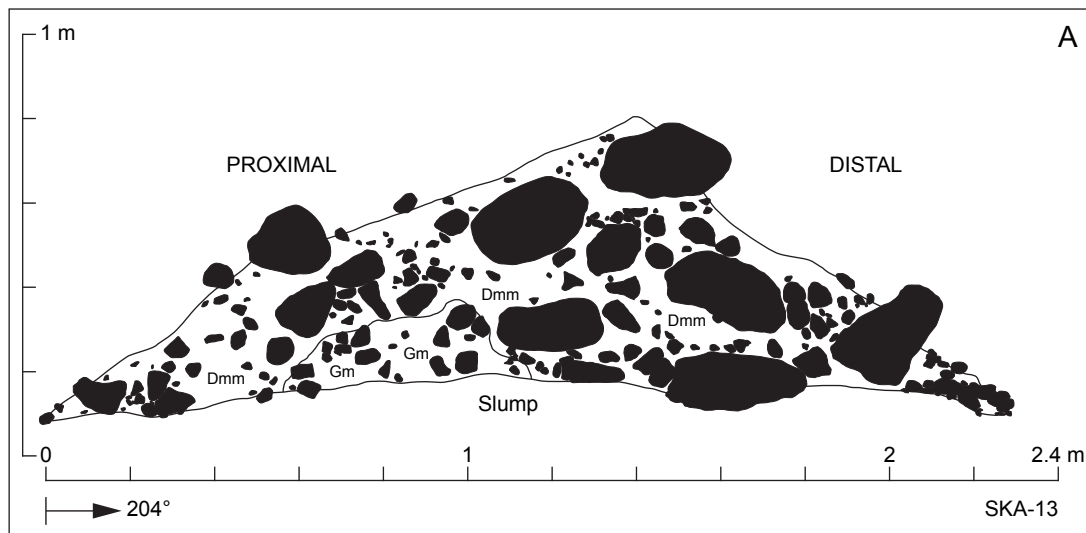 1 m
A
PROXIMAL
DISTAL
Dmm
Dmm
Gm
Gm
Dmm
Slump
0
1
2
2.4 m
204°
SKA-13